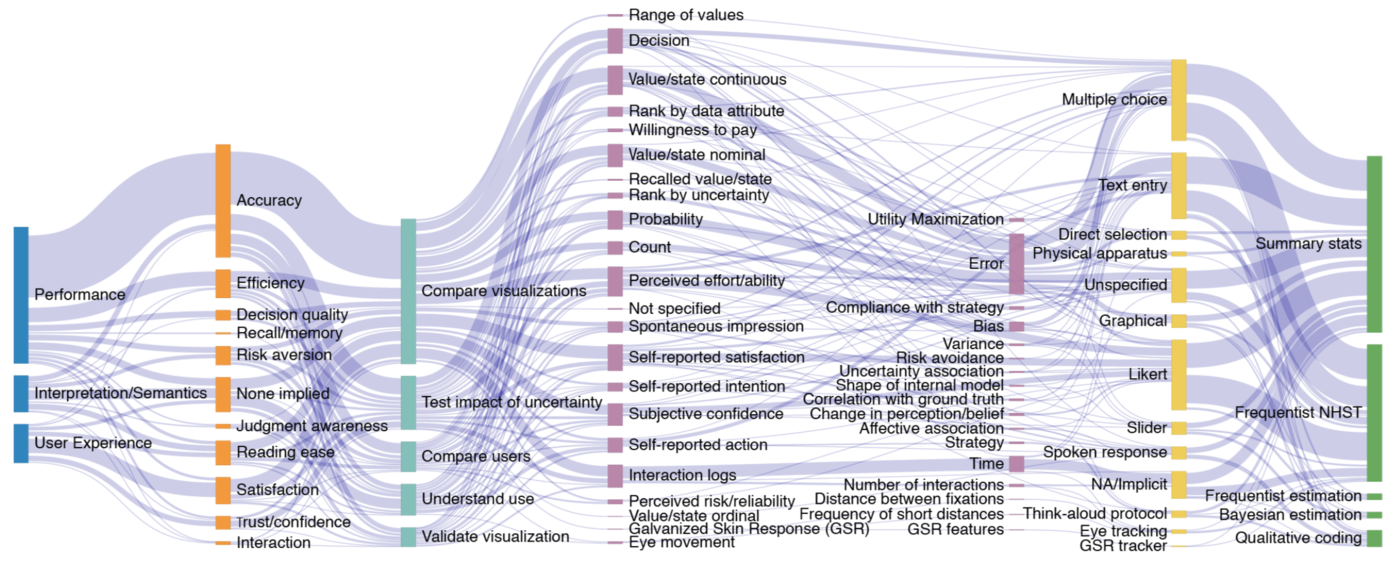 Performance
Interpretation/Semantics
User Experience
Accuracy
Efficiency
Decision quality
Recall/memory
Risk aversion
None implied
Judgment awareness
Reading ease
Satisfaction
Trust/confidence
Interaction
Compare visualizations
Test impact of uncertainty
Compare users
Understand use
Validate visualization
Range of values
Decision
Value/state continuous
Rank by data attribute
Willingness to pay
Value/state nominal
Recalled value/state
Rank by uncertainty
Probability
Count
Perceived effort/ability
Not specified
Spontaneous impression
Self-reported satisfaction
Self-reported intention
Subjective confidence
Self-reported action
Interaction logs
Perceived risk/reliability
Value/state ordinal
Galvanized Skin Response (GSR)
Eye movement
Utility Maximization
Error
Compliance with strategy
Bias
Variance
Risk avoidance
Uncertainty association
Shape of internal model
Correlation with ground truth
Change in perception/belief
Affective association
Strategy
Time
Number of interactions
Distance between fixations
Frequency of short distances
GSR features
Multiple choice
Text entry
Direct selection
Physical apparatus
Unspecified
Graphical
Likert
Slider
Spoken response
NA/Implicit
Think-aloud protocol
Eye tracking
GSR tracker
Summary stats
Frequentist NHST
Frequentist estimation
Bayesian estimation
Qualitative coding